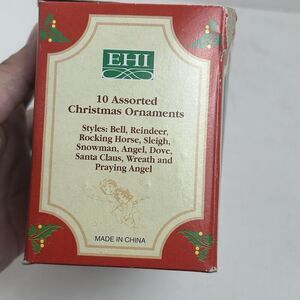 EHI
10 Assorted
Christmas Ornaments
Styles: Bell, Reindeer,
Rocking Horse, Sleigh,
Snowman, Angel, Dove,
Santa Claus, Wreath and
Praying Angel
MADE IN CHINA